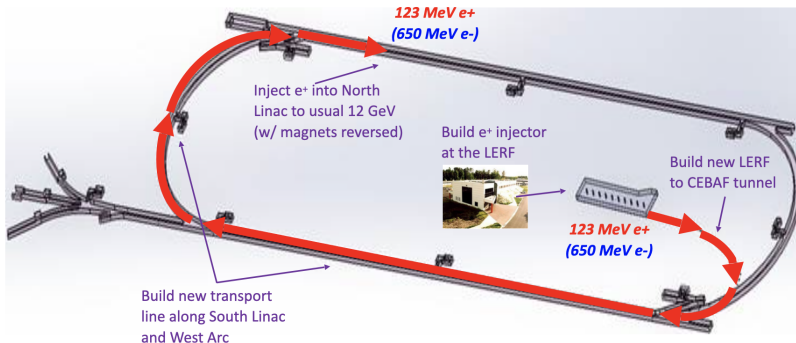 123 MeV e+
(650 MeV e-)
Inject e+ into North
Linac to usual 12 GeV
(w/ magnets reversed)
Build e+ injector
at the LERF
Build new LERF
to CEBAF tunnel
123 MeV e+
(650 MeV e-)
Build new transport
line along South Linac
and West Arc